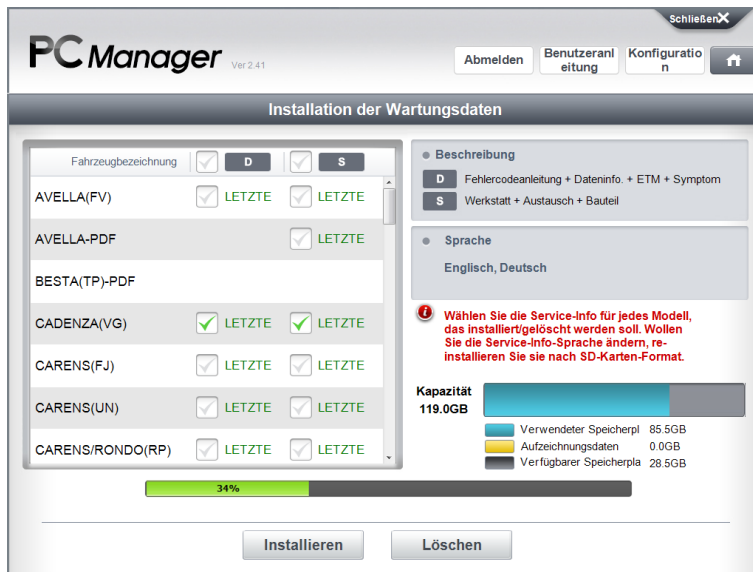 Schließen
PC Manager Ver 2.41
Abmelden
Benutzeranl
eitung
Konfiguratio
n
Installation der Wartungsdaten
Fahrzeugbezeichnung D S
AVELLA(FV) LETZTE LETZTE
AVELLA-PDF LETZTE
BESTA(TP)-PDF
CADENZA(VG) LETZTE LETZTE
CARENS(FJ) LETZTE LETZTE
CARENS(UN) LETZTE LETZTE
CARENS/RONDO(RP) LETZTE LETZTE
Beschreibung
D Fehlercodeanleitung + Dateninfo. + ETM + Symptom
S Werkstatt + Austausch + Bauteil
Sprache
Englisch, Deutsch
Wählen Sie die Service-Info für jedes Modell,
das installiert/gelöscht werden soll. Wollen
Sie die Service-Info-Sprache ändern, re-
installieren Sie sie nach SD-Karten-Format.
Kapazität
119.0GB
Verwendeter Speicherpl 85.5GB
Aufzeichnungsdaten 0.0GB
Verfügbarer Speicherpla 28.5GB
34%
Installieren
Löschen